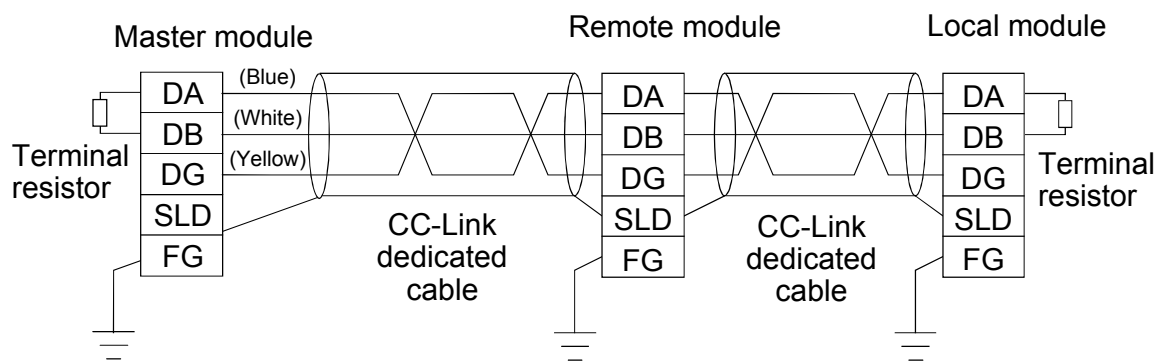 Master module
Remote module
Local module
DA
DB
DG
SLD
FG
(Blue)
(White)
(Yellow)
Terminal
resistor
CC-Link
dedicated
cable
DA
DB
DG
SLD
FG
CC-Link
dedicated
cable
DA
DB
DG
SLD
FG
Terminal
resistor